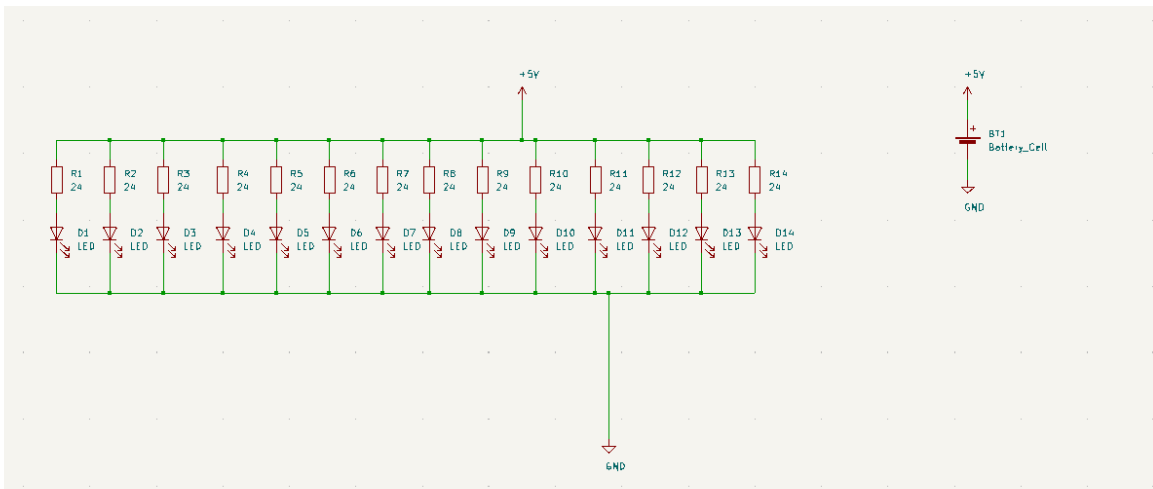 +5V
+5V
BT1
Battery_Cell
R1 R2 R3 R4 R5 R6 R7 R8 R9 R10 R11 R12 R13 R14
24 24 24 24 24 24 24 24 24 24 24 24 24 24
GND
D1 D2 D3 D4 D5 D6 D7 D8 D9 D10 D11 D12 D13 D14
LED LED LED LED LED LED LED LED LED LED LED LED LED LED
GND